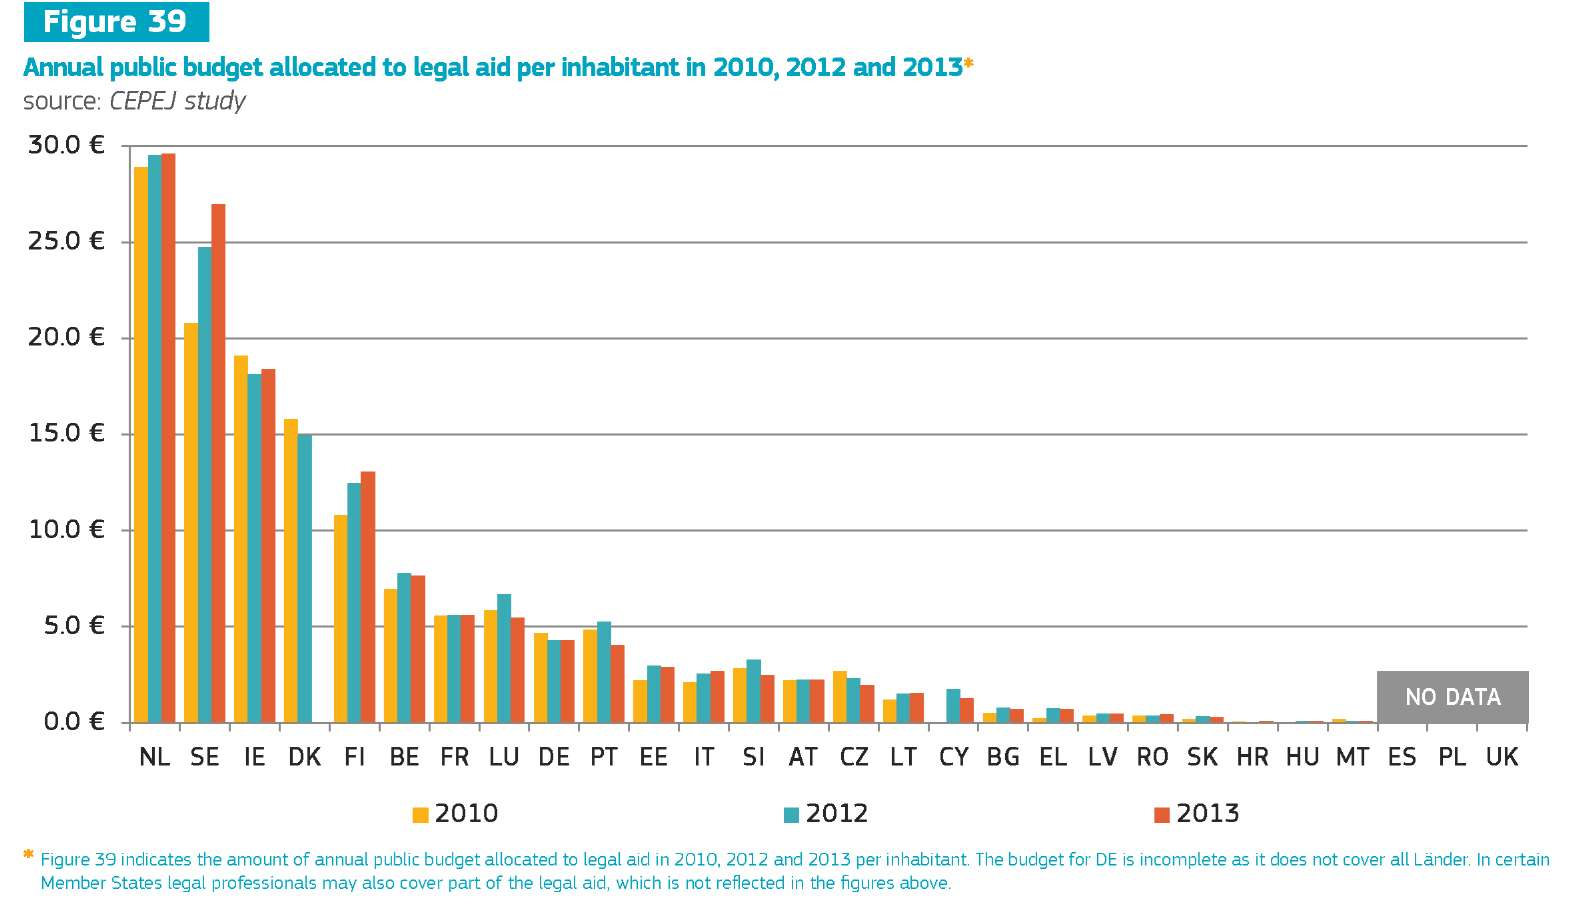 Figure 39
Annual public budget allocated to legal aid per inhabitant in 2010, 2012 and 2013*
source: CEPEJ study
30.0 €
25.0 €
20.0 €
15.0 €
10.0 €
5.0 €
0.0 €
NO DATA
NL SE IE DK FI BE FR LU DE PT EE IT SI AT CZ LT CY BG EL LV RO SK HR HU MT ES PL UK
2010 2012 2013
* Figure 39 indicates the amount of annual public budget allocated to legal aid in 2010, 2012 and 2013 per inhabitant. The budget for DE is incomplete as it does not cover all Länder. In certain
Member States legal professionals may also cover part of the legal aid, which is not reflected in the figures above.